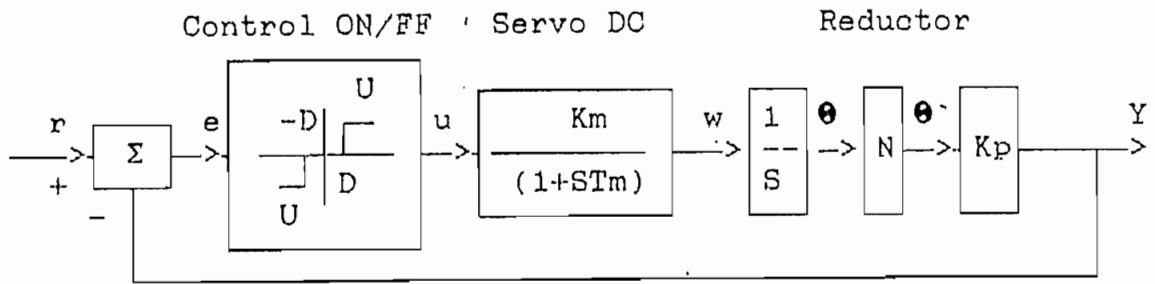 Control ON/FF ' Servo DC Reductor
U
r e -D u Km w 1 θ θ Y
> Σ > > > -- > N > Kp >
+ D (1+STm) S
- U